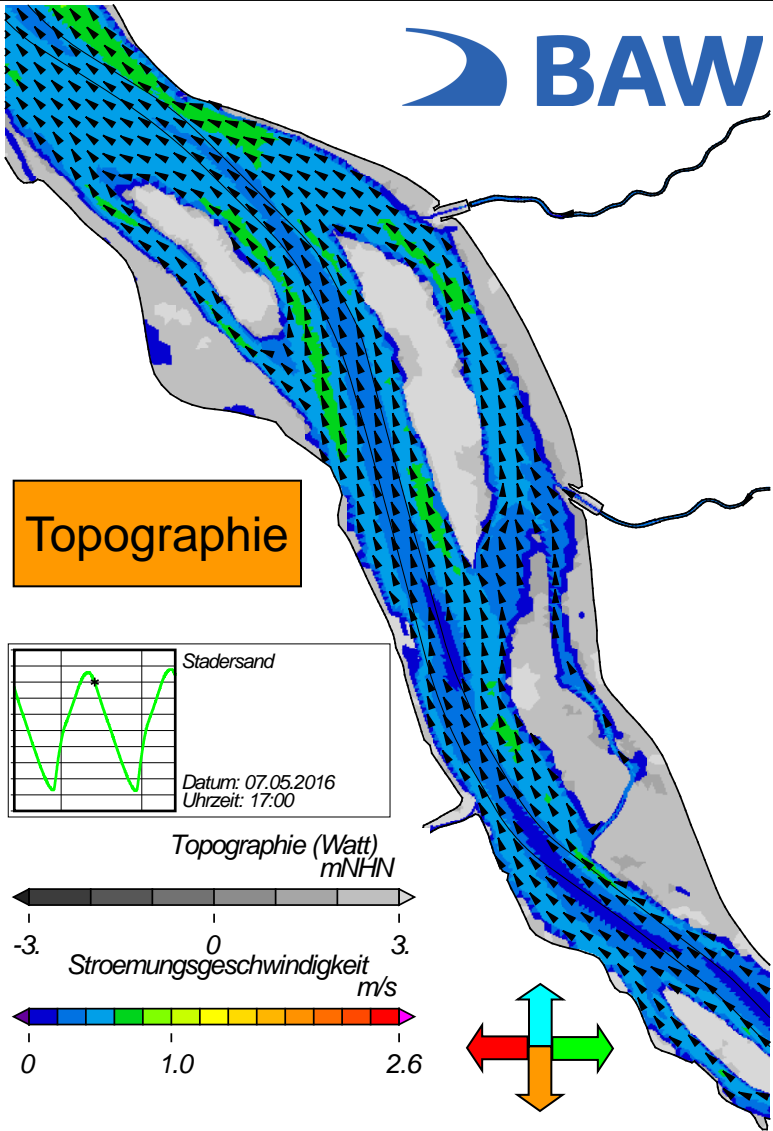 BAW
Topographie
Stadersand
Datum: 07.05.2016
Uhrzeit: 17:00
Topographie (Watt)
mNHN
-3. 0 3.
Stroemungsgeschwindigkeit
m/s
0 1.0 2.6